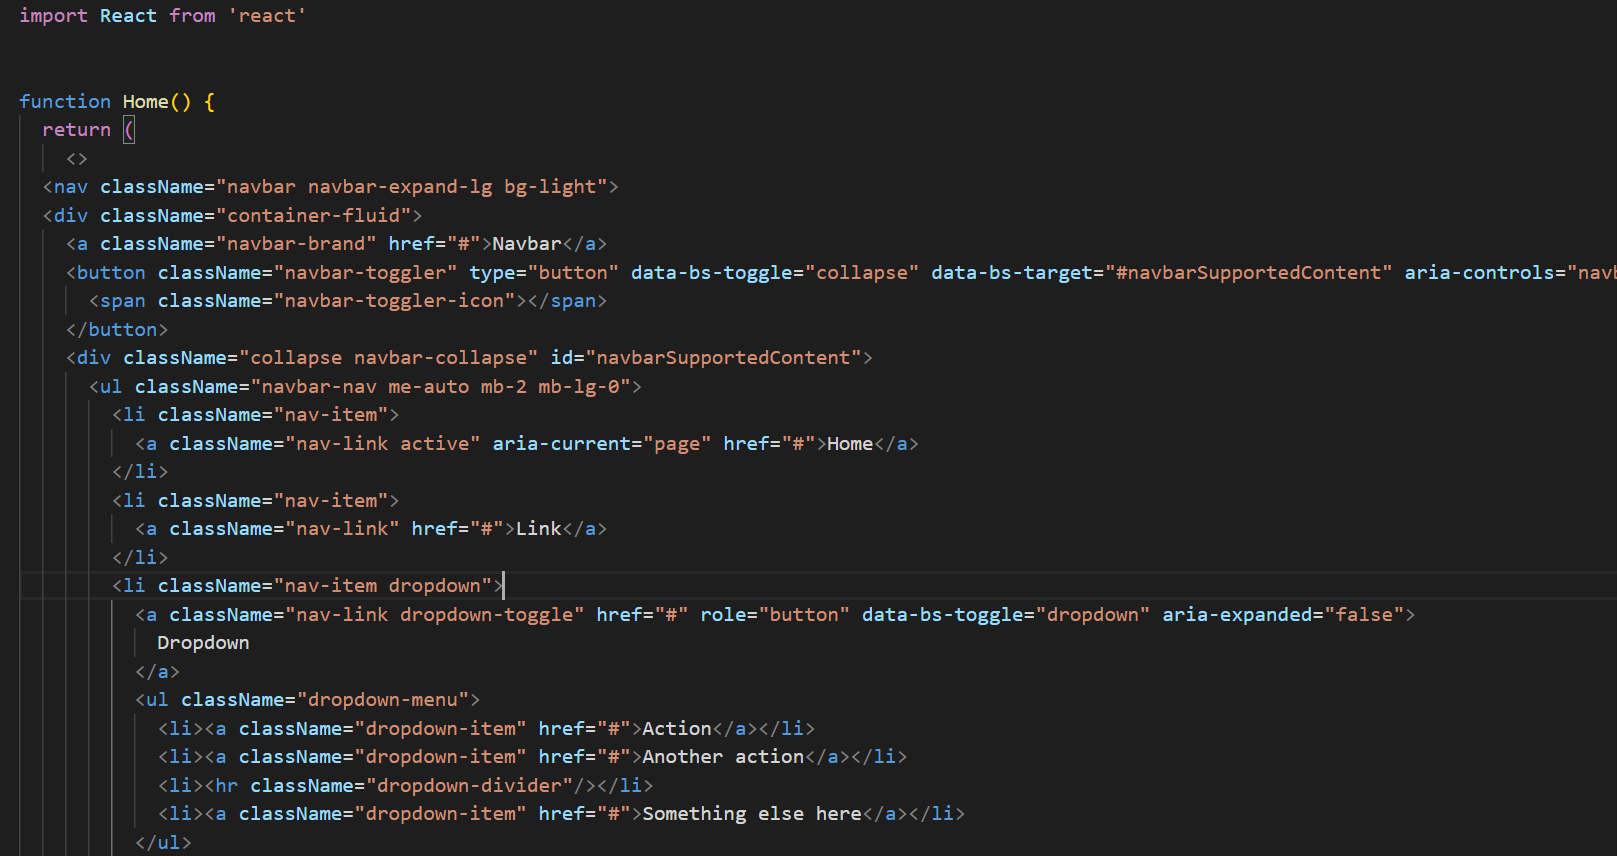 import React from 'react'
function Home() {
return (
<>
<nav className="navbar navbar-expand-lg bg-light">
<div className="container-fluid">
<a className="navbar-brand" href="#">Navbar</a>
<button className="navbar-toggler" type="button" data-bs-toggle="collapse" data-bs-target="#navbarSupportedContent" aria-controls="navb
<span className="navbar-toggler-icon"></span>
</button>
<div className="collapse navbar-collapse" id="navbarSupportedContent">
<ul className="navbar-nav me-auto mb-2 mb-lg-0">
<li className="nav-item">
<a className="nav-link active" aria-current="page" href="#">Home</a>
</li>
<li className="nav-item">
<a className="nav-link" href="#">Link</a>
</li>
<li className="nav-item dropdown">
<a className="nav-link dropdown-toggle" href="#" role="button" data-bs-toggle="dropdown" aria-expanded="false">
Dropdown
</a>
<ul className="dropdown-menu">
<li><a className="dropdown-item" href="#">Action</a></li>
<li><a className="dropdown-item" href="#">Another action</a></li>
<li><hr className="dropdown-divider"/></li>
<li><a className="dropdown-item" href="#">Something else here</a></li>
</ul>